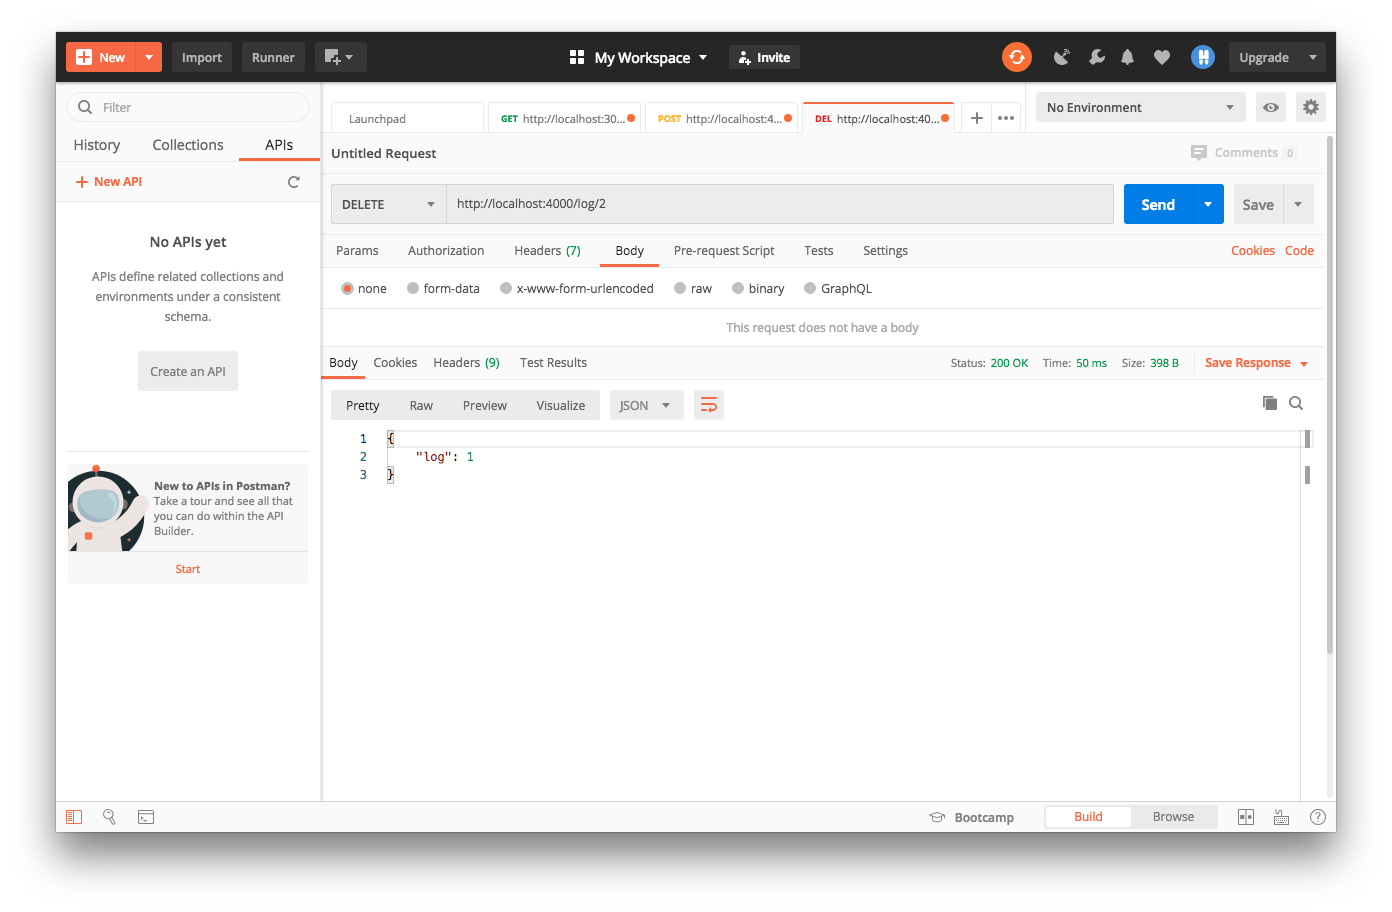 New
Import
Runner
My Workspace
Invite
Upgrade
Filter
History
Collections
APIs
+ New API
No APIs yet
APIs define related collections and
environments under a consistent
schema.
Create an API
New to APIs in Postman?
Take a tour and see all that
you can do within the API
Builder.
Start
Launchpad
GET http://localhost:30...
POST http://localhost:4...
DEL http://localhost:40...
No Environment
Untitled Request
Comments 0
DELETE
http://localhost:4000/log/2
Send
Save
Params
Authorization
Headers (7)
Body
Pre-request Script
Tests
Settings
Cookies
Code
none
form-data
x-www-form-urlencoded
raw
binary
GraphQL
This request does not have a body
Body
Cookies
Headers (9)
Test Results
Status: 200 OK
Time: 50 ms
Size: 398 B
Save Response
Pretty
Raw
Preview
Visualize
JSON
1 {
2 "log": 1
3 }
Bootcamp
Build
Browse